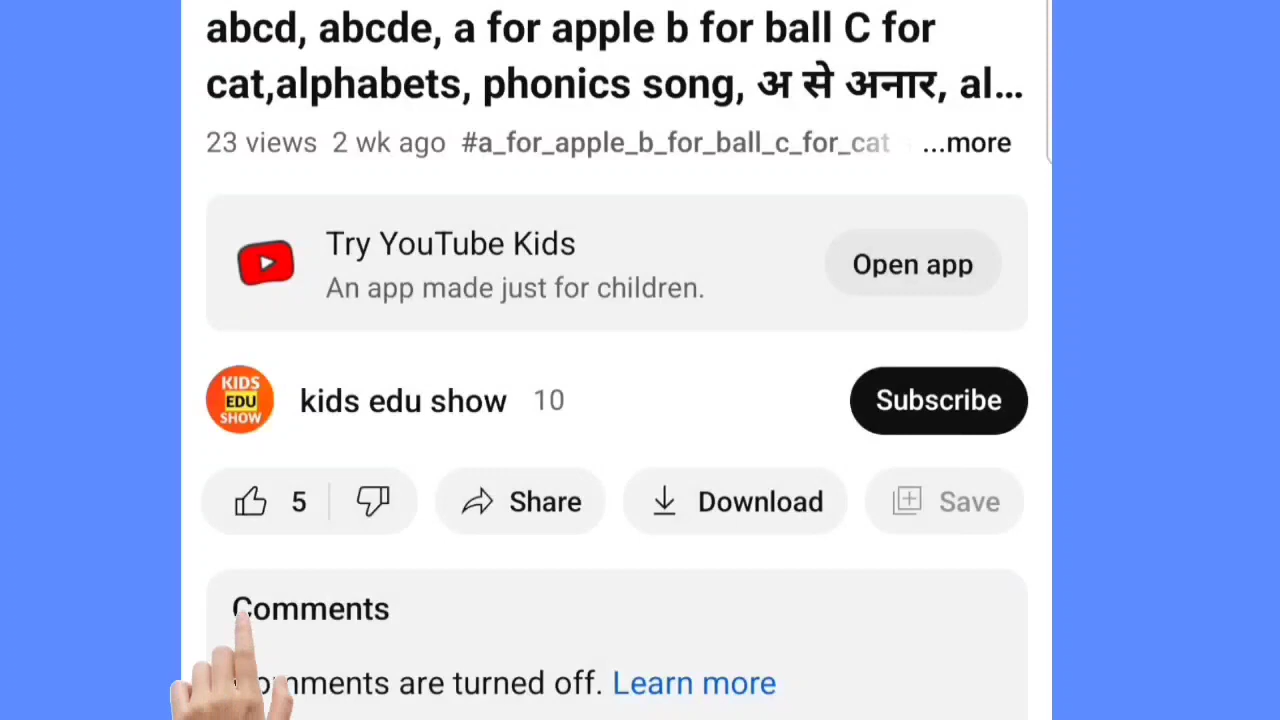 abcd, abcde, a for apple b for ball C for
cat,alphabets, phonics song, अ से अनार, al...
23 views 2 wk ago #a_for_apple_b_for_ball_c_for_cat ...more
Try YouTube Kids
An app made just for children.
Open app
KIDS
EDU
SHOW
kids edu show 10
Subscribe
5
Share
Download
Save
Comments
Comments are turned off. Learn more